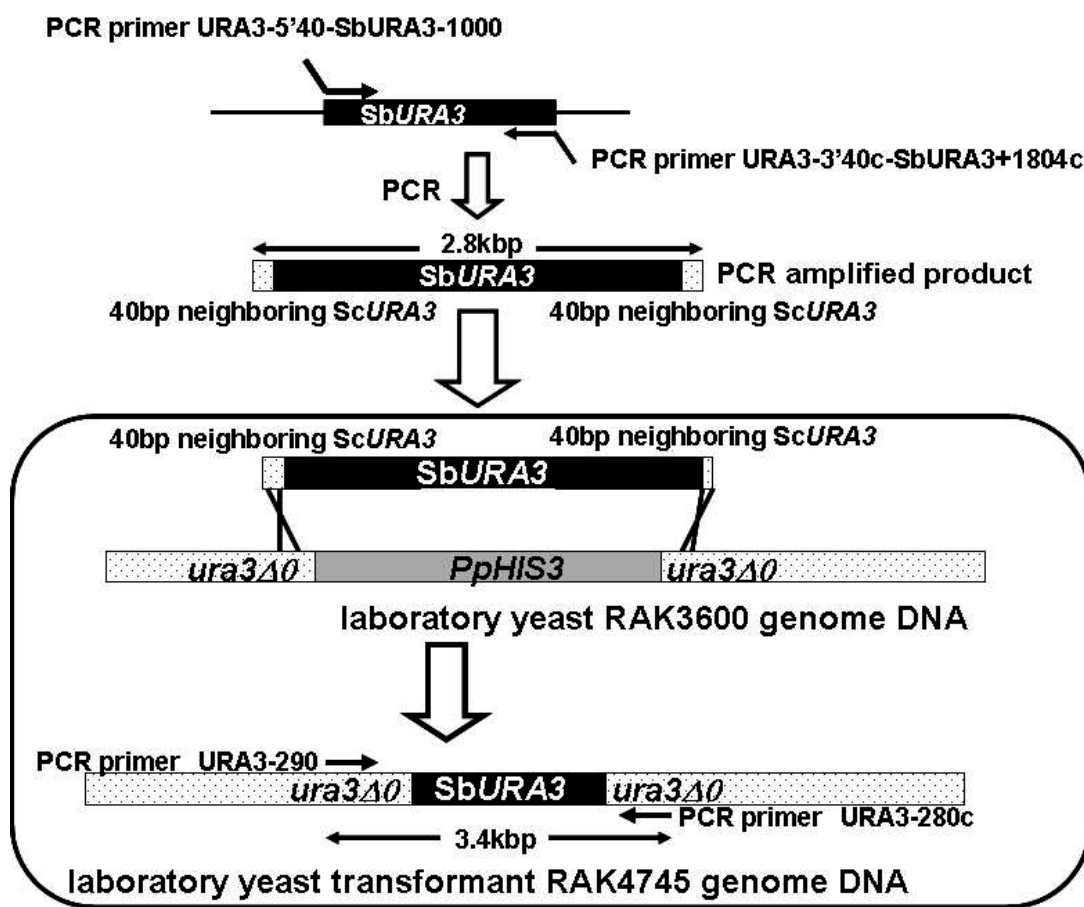 PCR primer URA3-5’40-SbURA3-1000
SbURA3
PCR primer URA3-3’40c-SbURA3+1804c
PCR
2.8kbp
SbURA3
PCR amplified product
40bp neighboring ScURA3
40bp neighboring ScURA3
40bp neighboring ScURA3
40bp neighboring ScURA3
SbURA3
ura3Δ0
PpHIS3
ura3Δ0
laboratory yeast RAK3600 genome DNA
PCR primer URA3-290
ura3Δ0
SbURA3
ura3Δ0
PCR primer URA3-280c
3.4kbp
laboratory yeast transformant RAK4745 genome DNA